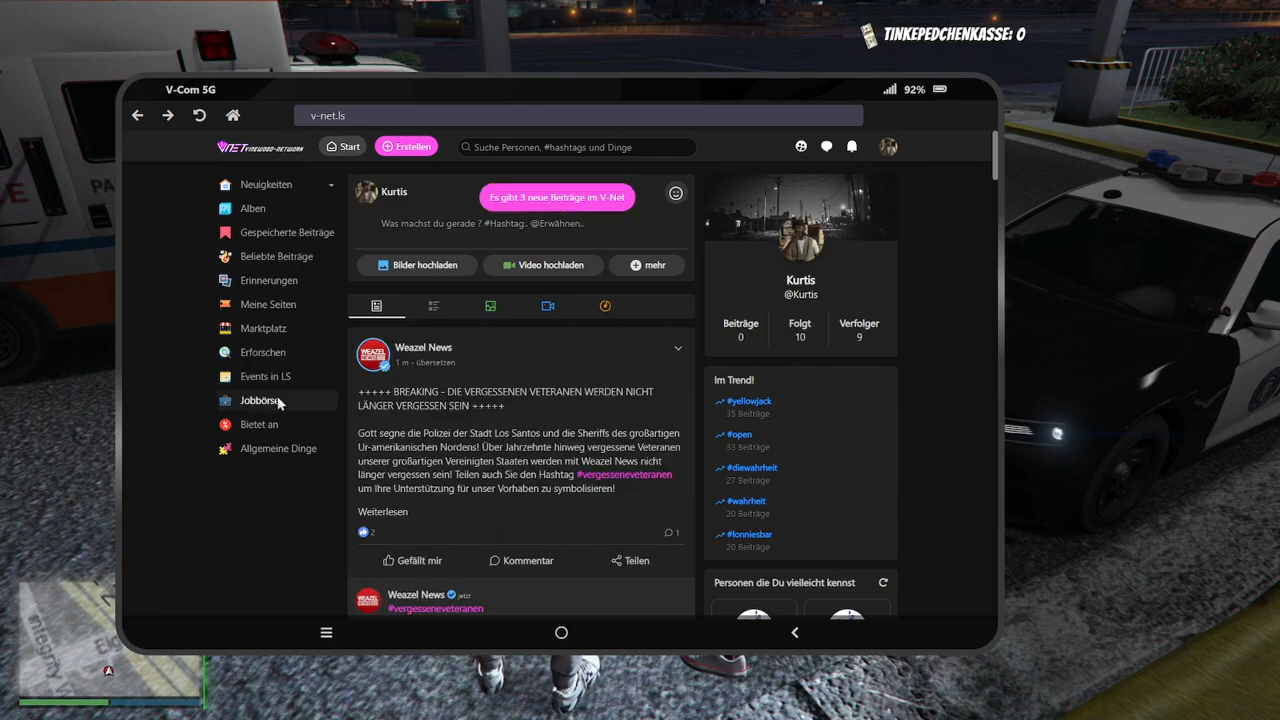 TINKEPEDCHENKASSE: 0
V-Com 5G
92%
v-net.ls
VNET VINEWOOD-NETWORK
Start
Erstellen
Suche Personen, #hashtags und Dinge
Neuigkeiten
Alben
Gespeicherte Beiträge
Beliebte Beiträge
Erinnerungen
Meine Seiten
Marktplatz
Erforschen
Events in LS
Jobbörse
Bietet an
Allgemeine Dinge
Kurtis
Es gibt 3 neue Beiträge im V-Net
Was machst du gerade ? #Hashtag.. @Erwähnen..
Bilder hochladen
Video hochladen
mehr
WEAZEL
NEWS
Weazel News
1 m - übersetzen
+++++ BREAKING - DIE VERGESSENEN VETERANEN WERDEN NICHT
LÄNGER VERGESSEN SEIN +++++
Gott segne die Polizei der Stadt Los Santos und die Sheriffs des großartigen
Ur-amerikanischen Nordens! Über Jahrzehnte hinweg vergessene Veteranen
unserer großartigen Vereinigten Staaten werden mit Weazel News nicht
länger vergessen sein! Teilen auch Sie den Hashtag #vergesseneveteranen
um Ihre Unterstützung für unser Vorhaben zu symbolisieren!
Weiterlesen
2
1
Gefällt mir
Kommentar
Teilen
WEAZEL
Weazel News
jetzt
#vergesseneveteranen
Kurtis
@Kurtis
Beiträge
0
Folgt
10
Verfolger
9
Im Trend!
#yellowjack
35 Beiträge
#open
33 Beiträge
#diewahrheit
27 Beiträge
#wahrheit
20 Beiträge
#lonniesbar
20 Beiträge
Personen die Du vielleicht kennst
Integrity